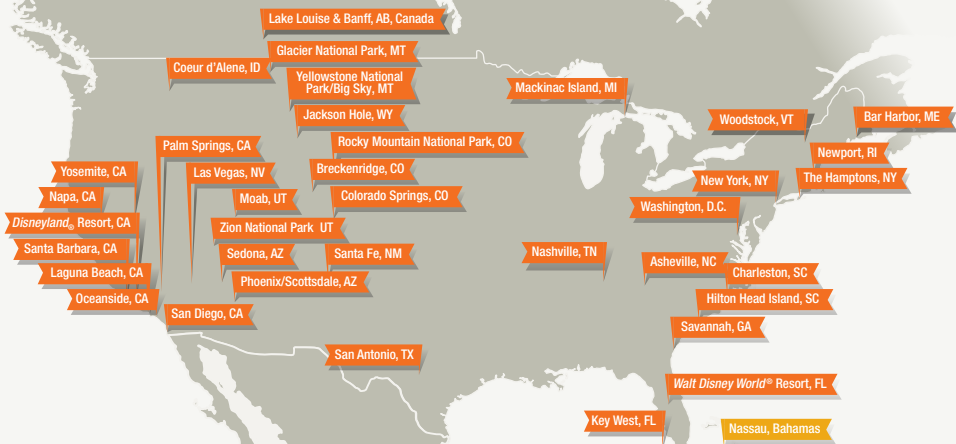 Lake Louise & Banff, AB, Canada
Glacier National Park, MT
Coeur d'Alene, ID
Yellowstone National
Park/Big Sky, MT
Mackinac Island, MI
Jackson Hole, WY
Woodstock, VT
Bar Harbor, ME
Palm Springs, CA
Rocky Mountain National Park, CO
Newport, RI
Yosemite, CA
Las Vegas, NV
Breckenridge, CO
New York, NY
The Hamptons, NY
Napa, CA
Moab, UT
Colorado Springs, CO
Washington, D.C.
Disneyland® Resort, CA
Zion National Park UT
Santa Barbara, CA
Sedona, AZ
Santa Fe, NM
Nashville, TN
Asheville, NC
Laguna Beach, CA
Phoenix/Scottsdale, AZ
Charleston, SC
Oceanside, CA
Hilton Head Island, SC
San Diego, CA
Savannah, GA
San Antonio, TX
Walt Disney World® Resort, FL
Key West, FL
Nassau, Bahamas